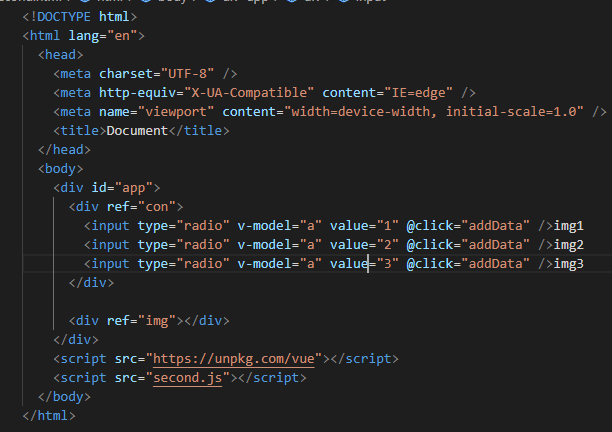 <!DOCTYPE html>
<html lang="en">
<head>
<meta charset="UTF-8" />
<meta http-equiv="X-UA-Compatible" content="IE=edge" />
<meta name="viewport" content="width=device-width, initial-scale=1.0" />
<title>Document</title>
</head>
<body>
<div id="app">
<div ref="con">
<input type="radio" v-model="a" value="1" @click="addData" />img1
<input type="radio" v-model="a" value="2" @click="addData" />img2
<input type="radio" v-model="a" value="3" @click="addData" />img3
</div>
<div ref="img"></div>
</div>
<script src="https://unpkg.com/vue"></script>
<script src="second.js"></script>
</body>
</html>